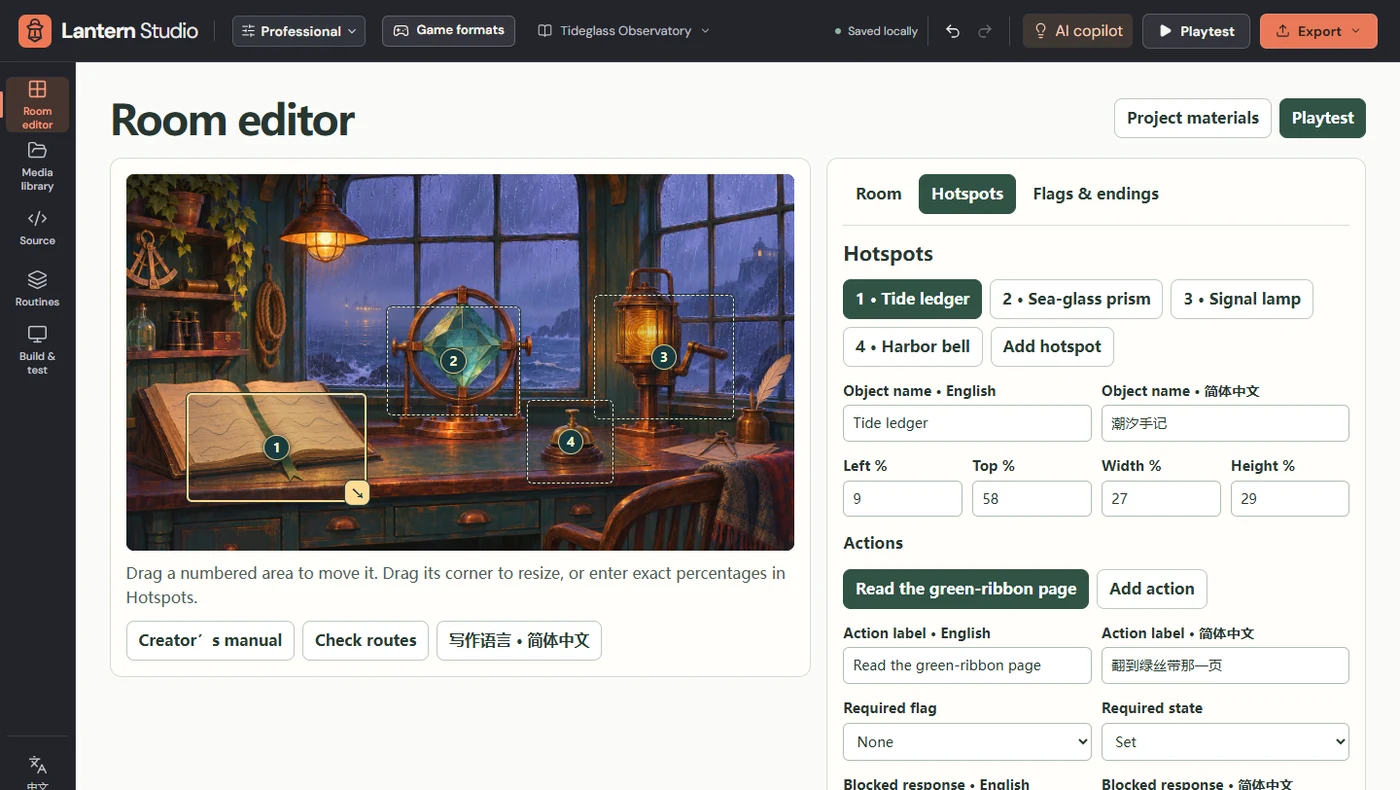 Lantern Studio
Professional
Game formats
Tideglass Observatory
Saved locally
AI copilot
Playtest
Export
Room
editor
Media
library
Source
Routines
Build &
test
中文
Room editor
Project materials
Playtest
1
2
3
4
Drag a numbered area to move it. Drag its corner to resize, or enter exact percentages in
Hotspots.
Creator’s manual
Check routes
写作语言 • 简体中文
Room
Hotspots
Flags & endings
Hotspots
1 • Tide ledger
2 • Sea-glass prism
3 • Signal lamp
4 • Harbor bell
Add hotspot
Object name • English
Object name • 简体中文
Tide ledger
潮汐手记
Left %
Top %
Width %
Height %
9
58
27
29
Actions
Read the green-ribbon page
Add action
Action label • English
Action label • 简体中文
Read the green-ribbon page
翻到绿丝带那一页
Required flag
Required state
None
Set
Blocked response • English
Blocked response • 简体中文